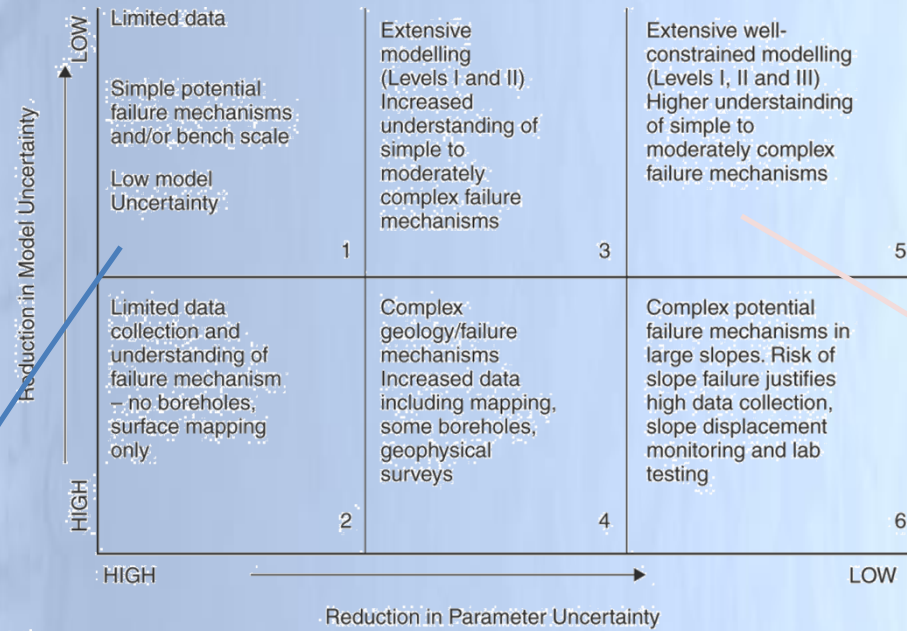 LOW
Reduction in Model Uncertainty
HIGH
Limited data
Simple potential
failure mechanisms
and/or bench scale
Low model
Uncertainty
1
Extensive
modelling
(Levels I and II)
Increased
understanding of
simple to
moderately
complex failure
mechanisms
3
Extensive well-
constrained modelling
(Levels I, II and III)
Higher understainding
of simple to
moderately complex
failure mechanisms
5
Limited data
collection and
understanding of
failure mechanism
– no boreholes,
surface mapping
only
2
Complex
geology/failure
mechanisms
Increased data
including mapping,
some boreholes,
geophysical
surveys
4
Complex potential
failure mechanisms in
large slopes. Risk of
slope failure justifies
high data collection,
slope displacement
monitoring and lab
testing
6
HIGH
LOW
Reduction in Parameter Uncertainty